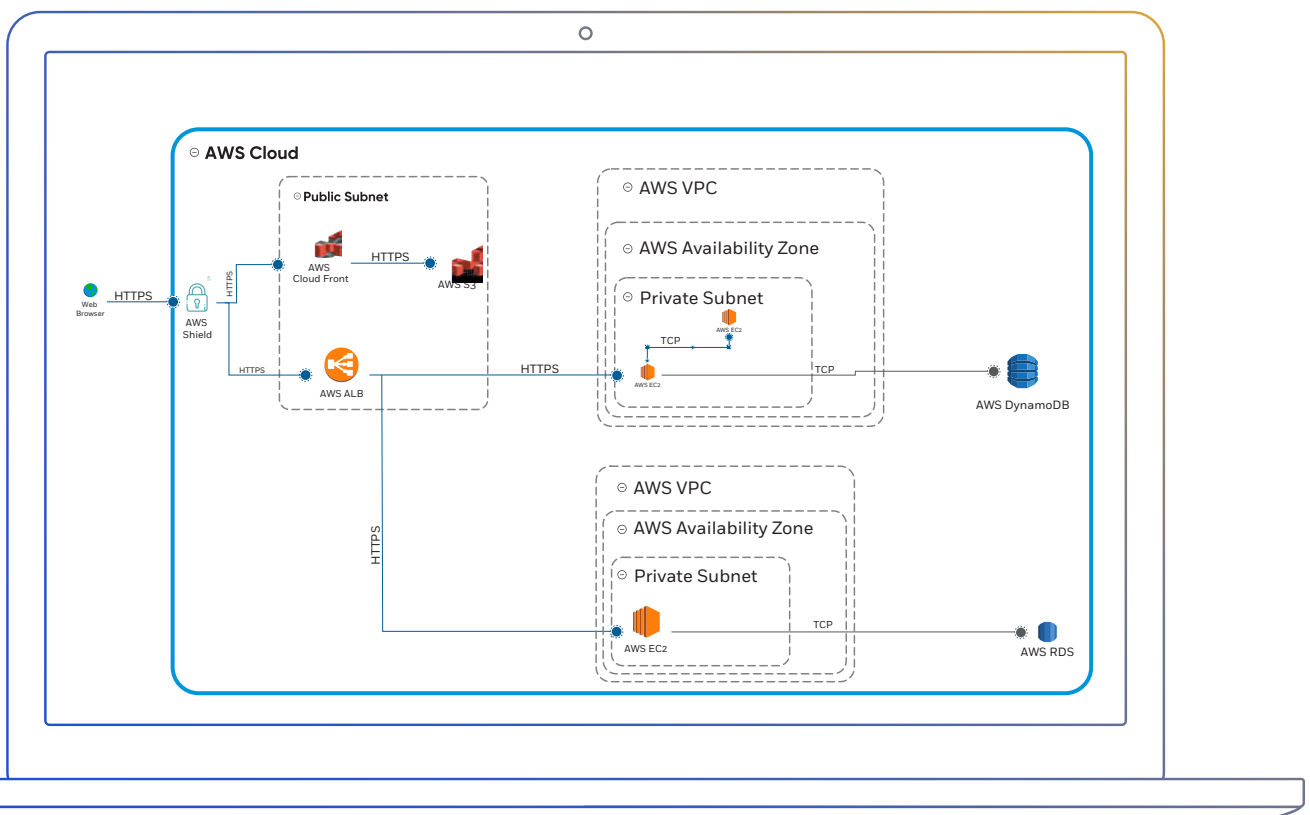 AWS Cloud
Public Subnet
AWS
Cloud Front
HTTPS
AWS S3
HTTPS
Web
Browser
HTTPS
AWS
Shield
HTTPS
AWS ALB
HTTPS
HTTPS
AWS VPC
AWS Availability Zone
Private Subnet
AWS EC2
TCP
AWS EC2
TCP
AWS DynamoDB
AWS VPC
AWS Availability Zone
Private Subnet
AWS EC2
TCP
AWS RDS